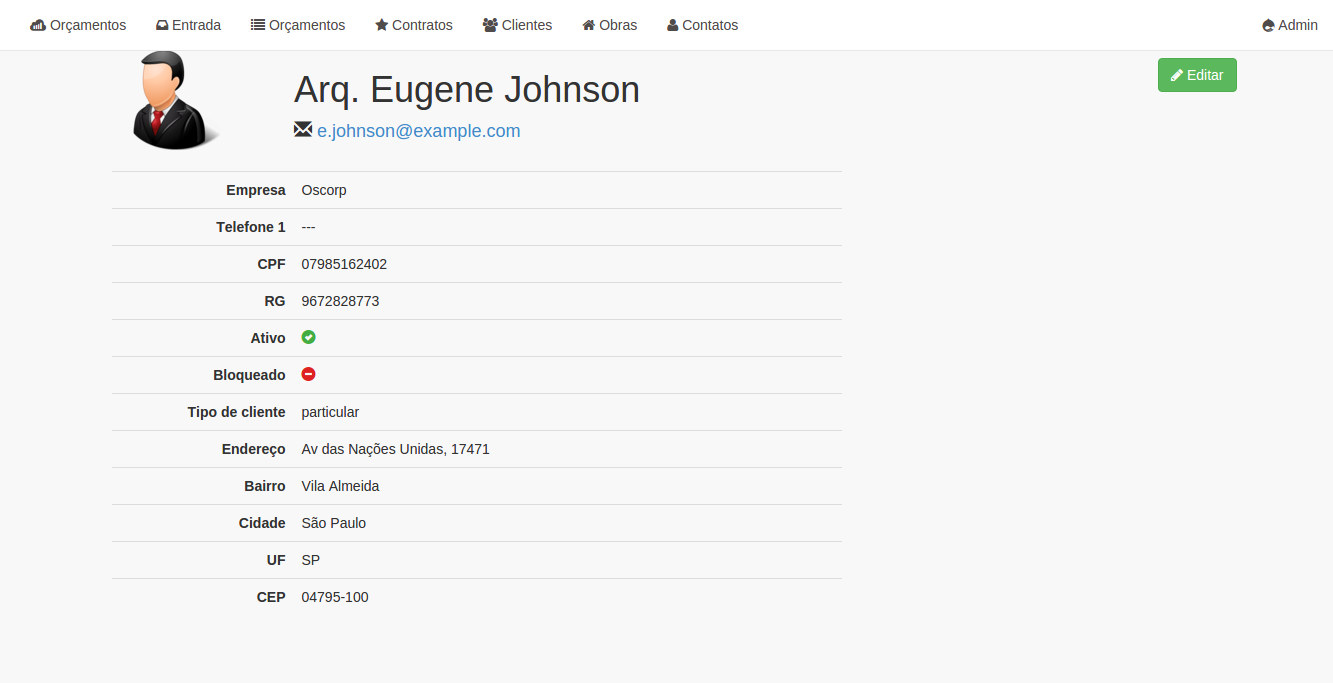 Orçamentos Entrada Orçamentos Contratos Clientes Obras Contatos Admin
Editar
Arq. Eugene Johnson
e.johnson@example.com
Empresa Oscorp
Telefone 1 ---
CPF 07985162402
RG 9672828773
Ativo
Bloqueado
Tipo de cliente particular
Endereço Av das Nações Unidas, 17471
Bairro Vila Almeida
Cidade São Paulo
UF SP
CEP 04795-100